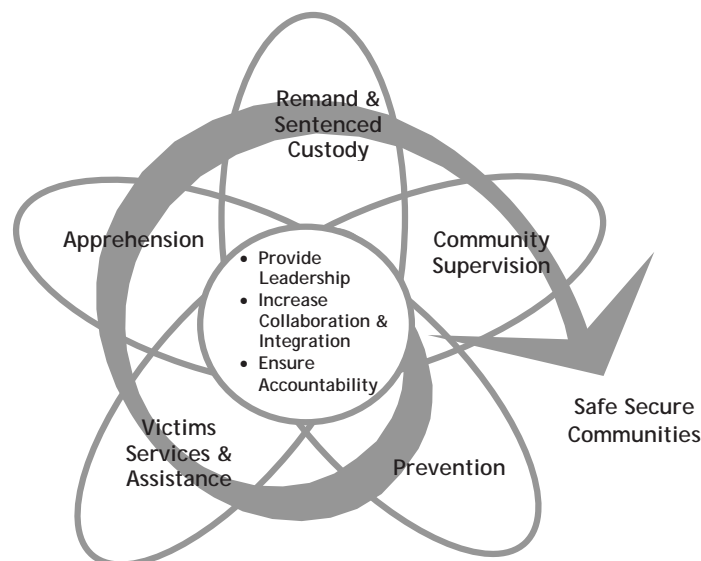 Remand &
Sentenced
Custody
Apprehension
Community
Supervision
• Provide
Leadership
• Increase
Collaboration &
Integration
• Ensure
Accountability
Victims
Services &
Assistance
Prevention
Safe Secure
Communities